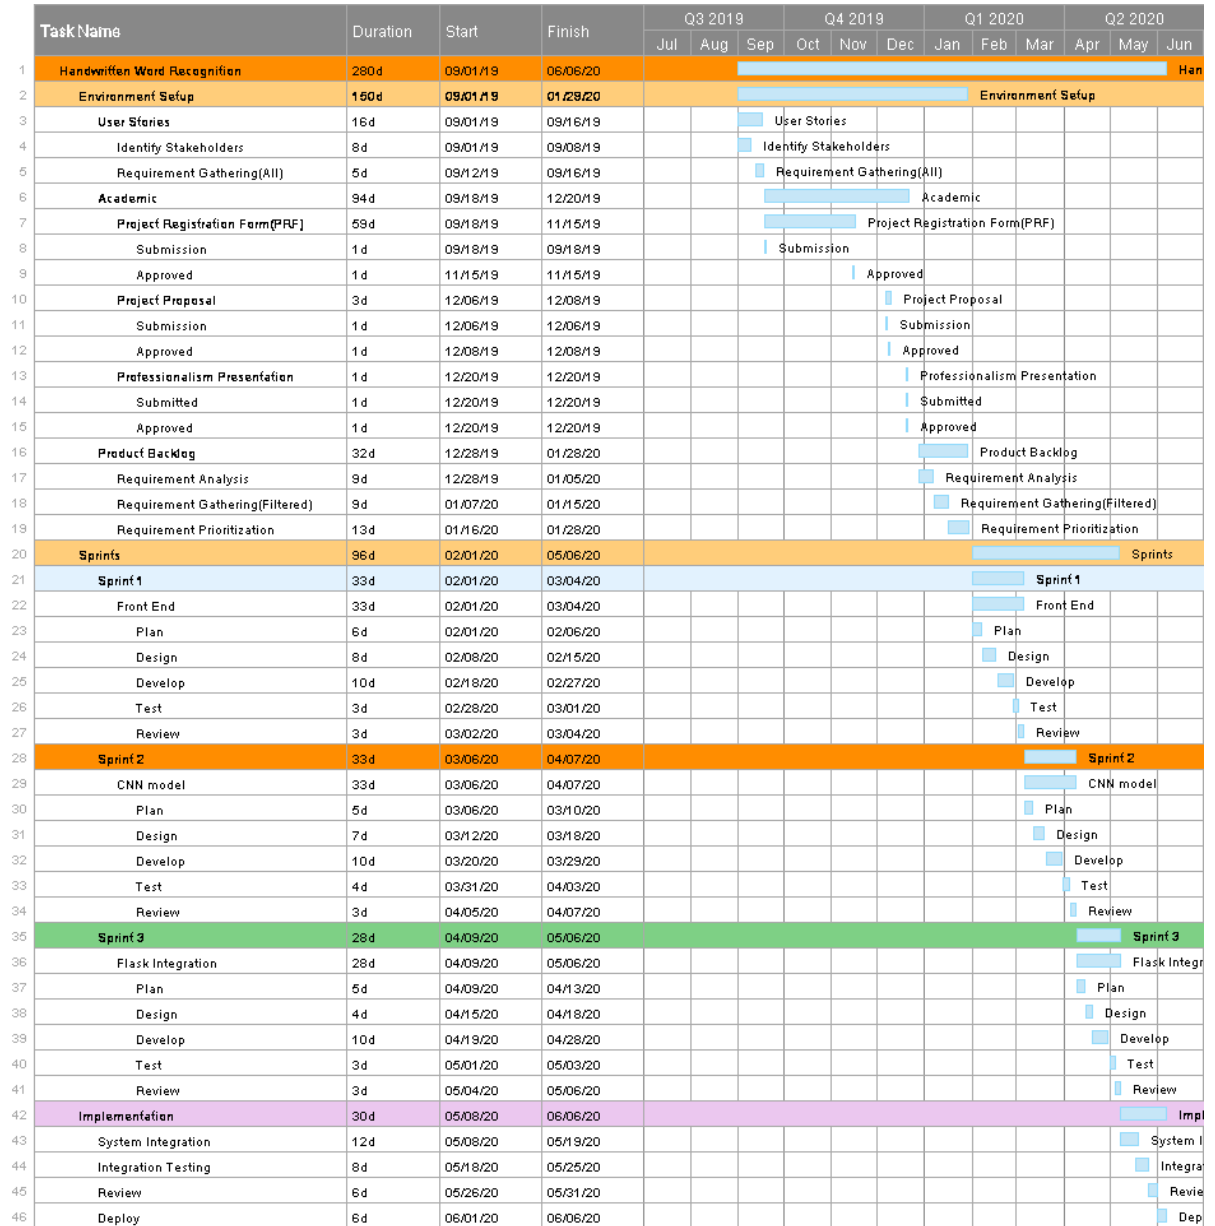 Task Name Duration Start Finish Q3 2019 Q4 2019 Q1 2020 Q2 2020
Jul Aug Sep Oct Nov Dec Jan Feb Mar Apr May Jun
1 Handwritten Word Recognition 280d 09/01/19 06/06/20 Han
2 Environment Setup 150d 09/01/19 01/29/20 Environment Setup
3 User Stories 16d 09/01/19 09/16/19 User Stories
4 Identify Stakeholders 8d 09/01/19 09/08/19 Identify Stakeholders
5 Requirement Gathering(All) 5d 09/12/19 09/16/19 Requirement Gathering(All)
6 Academic 94d 09/18/19 12/20/19 Academic
7 Project Registration Form(PRF) 59d 09/18/19 11/15/19 Project Registration Form(PRF)
8 Submission 1d 09/18/19 09/18/19 Submission
9 Approved 1d 11/15/19 11/15/19 Approved
10 Project Proposal 3d 12/06/19 12/08/19 Project Proposal
11 Submission 1d 12/06/19 12/06/19 Submission
12 Approved 1d 12/08/19 12/08/19 Approved
13 Professionalism Presentation 1d 12/20/19 12/20/19 Professionalism Presentation
14 Submitted 1d 12/20/19 12/20/19 Submitted
15 Approved 1d 12/20/19 12/20/19 Approved
16 Product Backlog 32d 12/28/19 01/28/20 Product Backlog
17 Requirement Analysis 9d 12/28/19 01/05/20 Requirement Analysis
18 Requirement Gathering(Filtered) 9d 01/07/20 01/15/20 Requirement Gathering(Filtered)
19 Requirement Prioritization 13d 01/16/20 01/28/20 Requirement Prioritization
20 Sprints 96d 02/01/20 05/06/20 Sprints
21 Sprint 1 33d 02/01/20 03/04/20 Sprint 1
22 Front End 33d 02/01/20 03/04/20 Front End
23 Plan 6d 02/01/20 02/06/20 Plan
24 Design 8d 02/08/20 02/15/20 Design
25 Develop 10d 02/18/20 02/27/20 Develop
26 Test 3d 02/28/20 03/01/20 Test
27 Review 3d 03/02/20 03/04/20 Review
28 Sprint 2 33d 03/06/20 04/07/20 Sprint 2
29 CNN model 33d 03/06/20 04/07/20 CNN model
30 Plan 5d 03/06/20 03/10/20 Plan
31 Design 7d 03/12/20 03/18/20 Design
32 Develop 10d 03/20/20 03/29/20 Develop
33 Test 4d 03/31/20 04/03/20 Test
34 Review 3d 04/05/20 04/07/20 Review
35 Sprint 3 28d 04/09/20 05/06/20 Sprint 3
36 Flask Integration 28d 04/09/20 05/06/20 Flask Integr
37 Plan 5d 04/09/20 04/13/20 Plan
38 Design 4d 04/15/20 04/18/20 Design
39 Develop 10d 04/19/20 04/28/20 Develop
40 Test 3d 05/01/20 05/03/20 Test
41 Review 3d 05/04/20 05/06/20 Review
42 Implementation 30d 05/08/20 06/06/20 Impl
43 System Integration 12d 05/08/20 05/19/20 System I
44 Integration Testing 8d 05/18/20 05/25/20 Integra
45 Review 6d 05/26/20 05/31/20 Revie
46 Deploy 6d 06/01/20 06/06/20 Dep